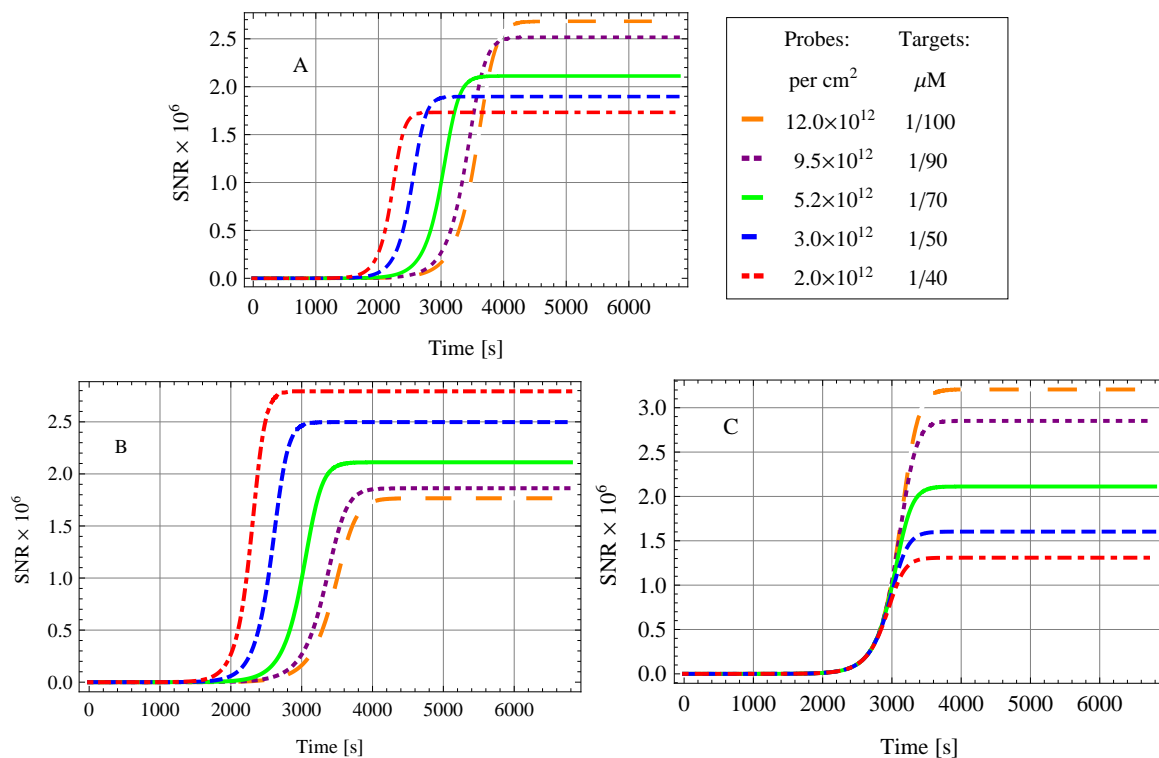 A
SNR × 10⁶
2.5
2.0
1.5
1.0
0.5
0.0
0 1000 2000 3000 4000 5000 6000
Time [s]
Probes: Targets:
per cm² μM
12.0×10¹² 1/100
9.5×10¹² 1/90
5.2×10¹² 1/70
3.0×10¹² 1/50
2.0×10¹² 1/40
B
SNR × 10⁶
2.5
2.0
1.5
1.0
0.5
0.0
0 1000 2000 3000 4000 5000 6000
Time [s]
C
SNR × 10⁶
3.0
2.5
2.0
1.5
1.0
0.5
0.0
0 1000 2000 3000 4000 5000 6000
Time [s]